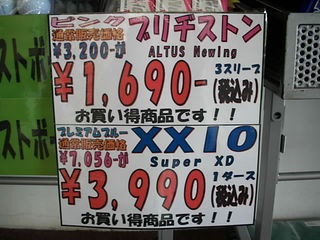 ピンク ブリヂストン
通常販売価格
¥3,200-が
ALTUS Newing
¥1,690-
3スリーブ
(税込み)
お買い得商品です!!
プレミアムブルー
XX10
通常販売価格
¥7,056-が
Super XD
¥3,990
1ダース
(税込み)
お買い得商品です!!
ストボ